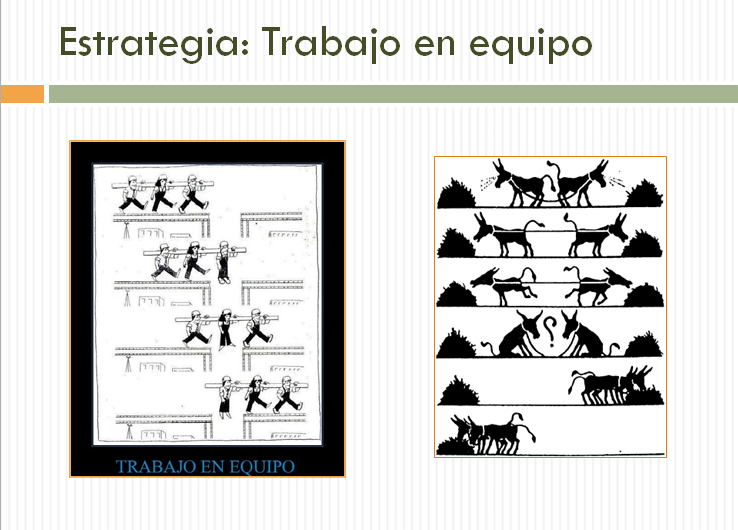 Estrategia: Trabajo en equipo
?
TRABAJO EN EQUIPO